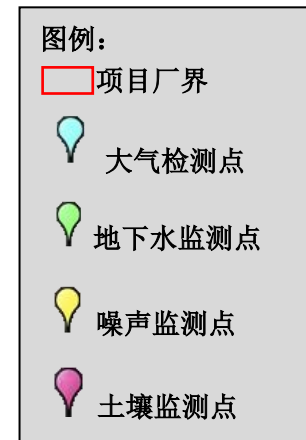 图例：
项目厂界
大气检测点
地下水监测点
噪声监测点
土壤监测点